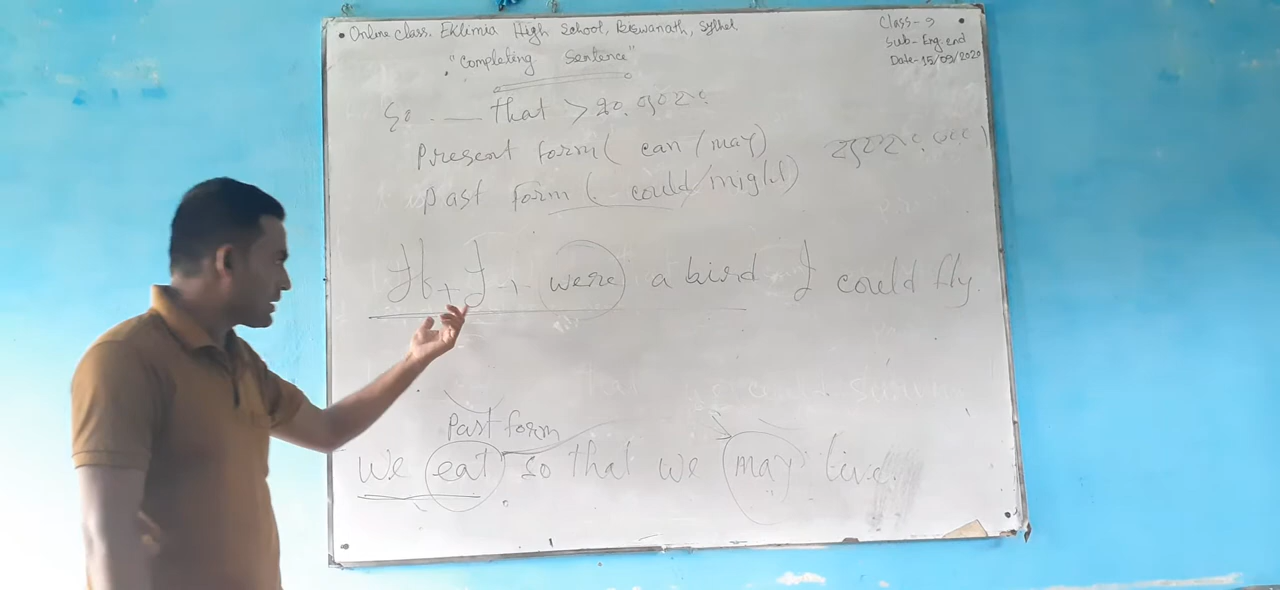 Online class. Eklimia High School, Biswanath, Sylhet
Class- 9
Sub- Eng. 2nd
Date- 15/09/2020
"Completing Sentence"
So .__ that >
Present form ( can / may)
Past form ( could/might)
If + I + were a bird I could fly.
Past form
We eat so that we may live.